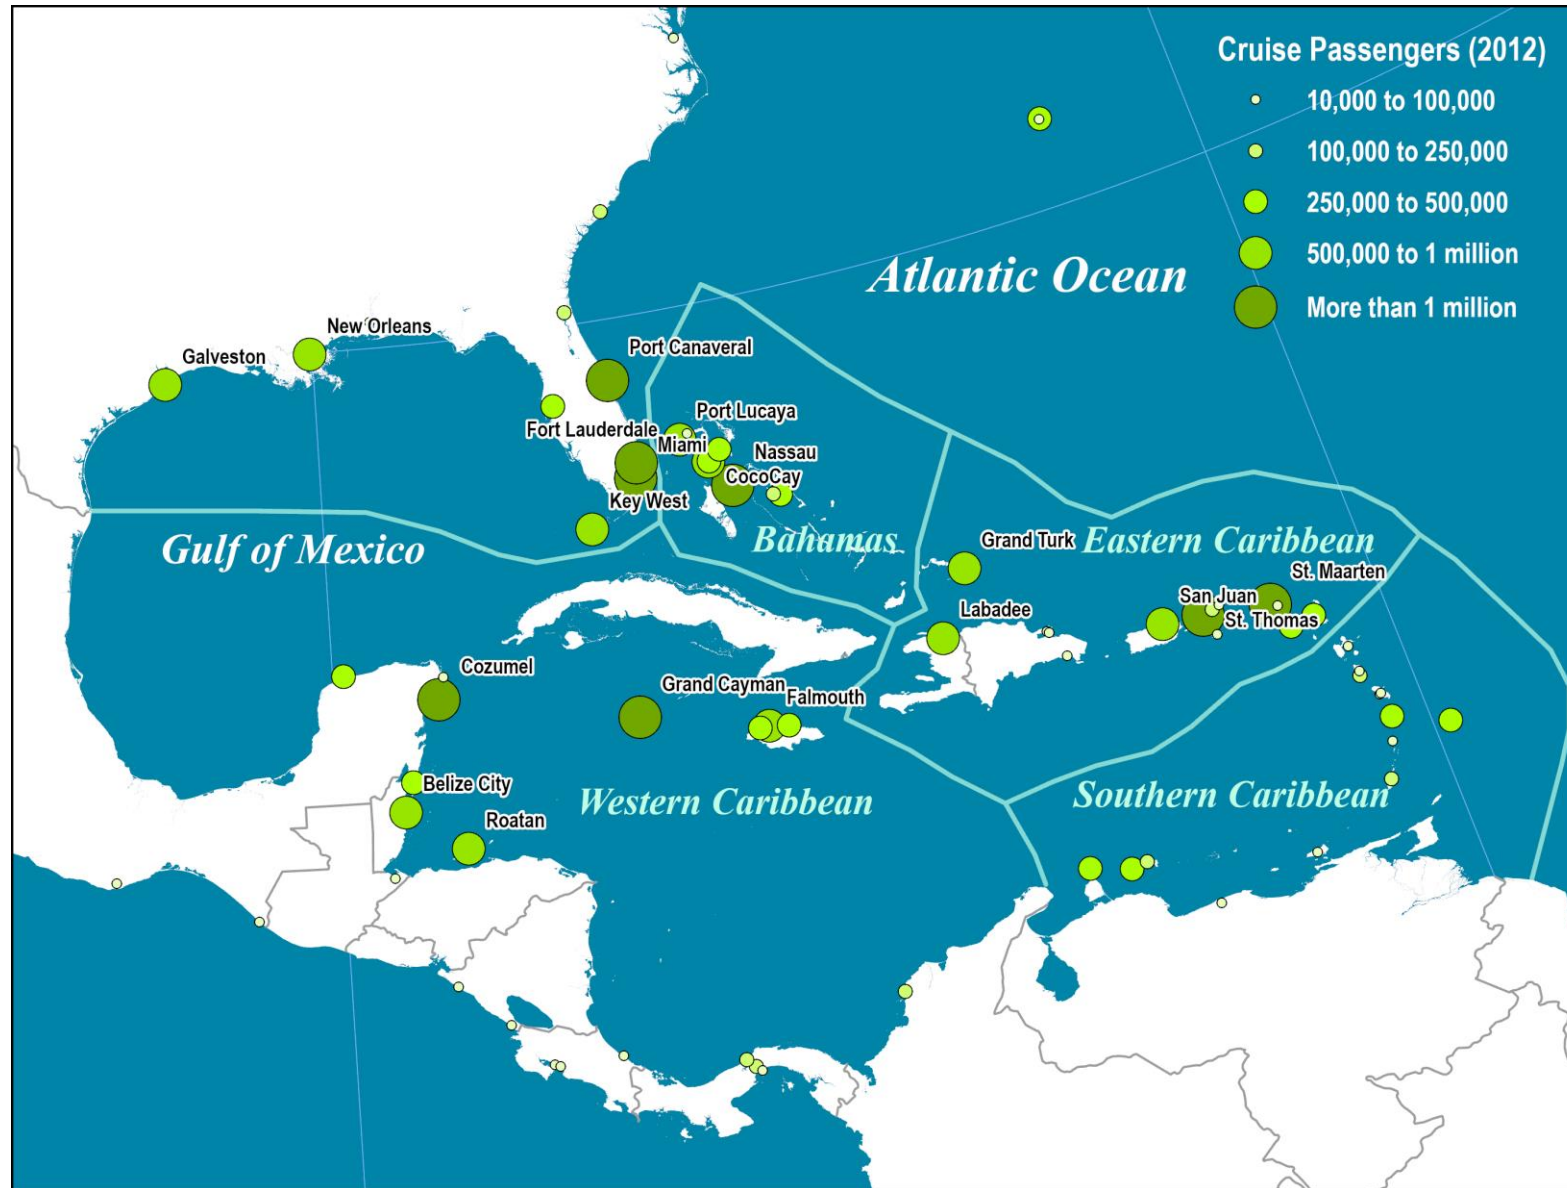 Cruise Passengers (2012)
10,000 to 100,000
100,000 to 250,000
250,000 to 500,000
500,000 to 1 million
More than 1 million
Atlantic Ocean
New Orleans
Galveston
Port Canaveral
Port Lucaya
Fort Lauderdale
Miami
Nassau
CocoCay
Key West
Gulf of Mexico
Bahamas
Grand Turk
Eastern Caribbean
St. Maarten
San Juan
St. Thomas
Labadee
Cozumel
Grand Cayman
Falmouth
Belize City
Western Caribbean
Southern Caribbean
Roatan